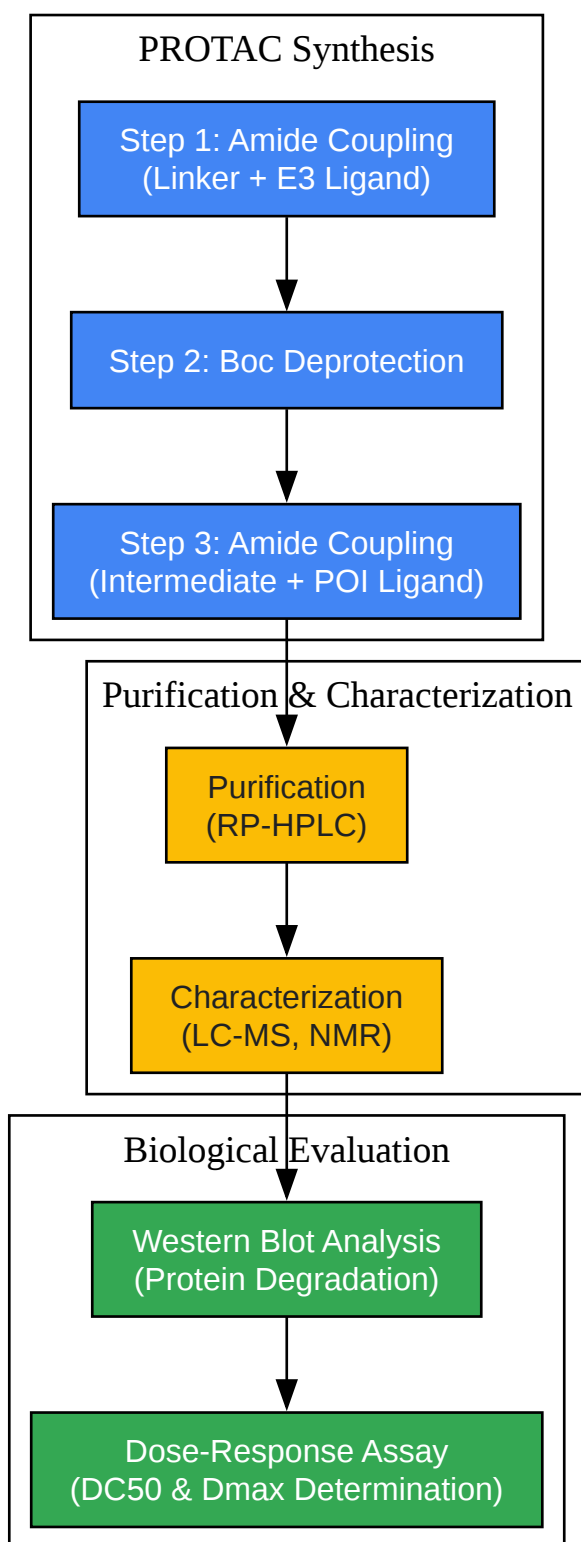 PROTAC Synthesis
Step 1: Amide Coupling
(Linker + E3 Ligand)
Step 2: Boc Deprotection
Step 3: Amide Coupling
(Intermediate + POI Ligand)
Purification & Characterization
Purification
(RP-HPLC)
Characterization
(LC-MS, NMR)
Biological Evaluation
Western Blot Analysis
(Protein Degradation)
Dose-Response Assay
(DC50 & Dmax Determination)